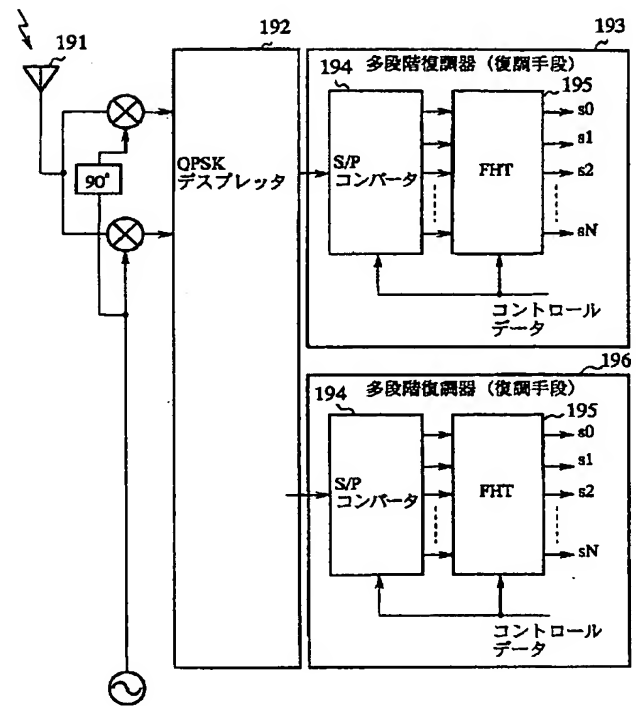 191
192
193
90°
QPSK
デスプレッタ
多段階復調器（復調手段）
194
195
S/P
コンバータ
FHT
s0
s1
s2
sN
コントロール
データ
196
多段階復調器（復調手段）
194
195
S/P
コンバータ
FHT
s0
s1
s2
sN
コントロール
データ